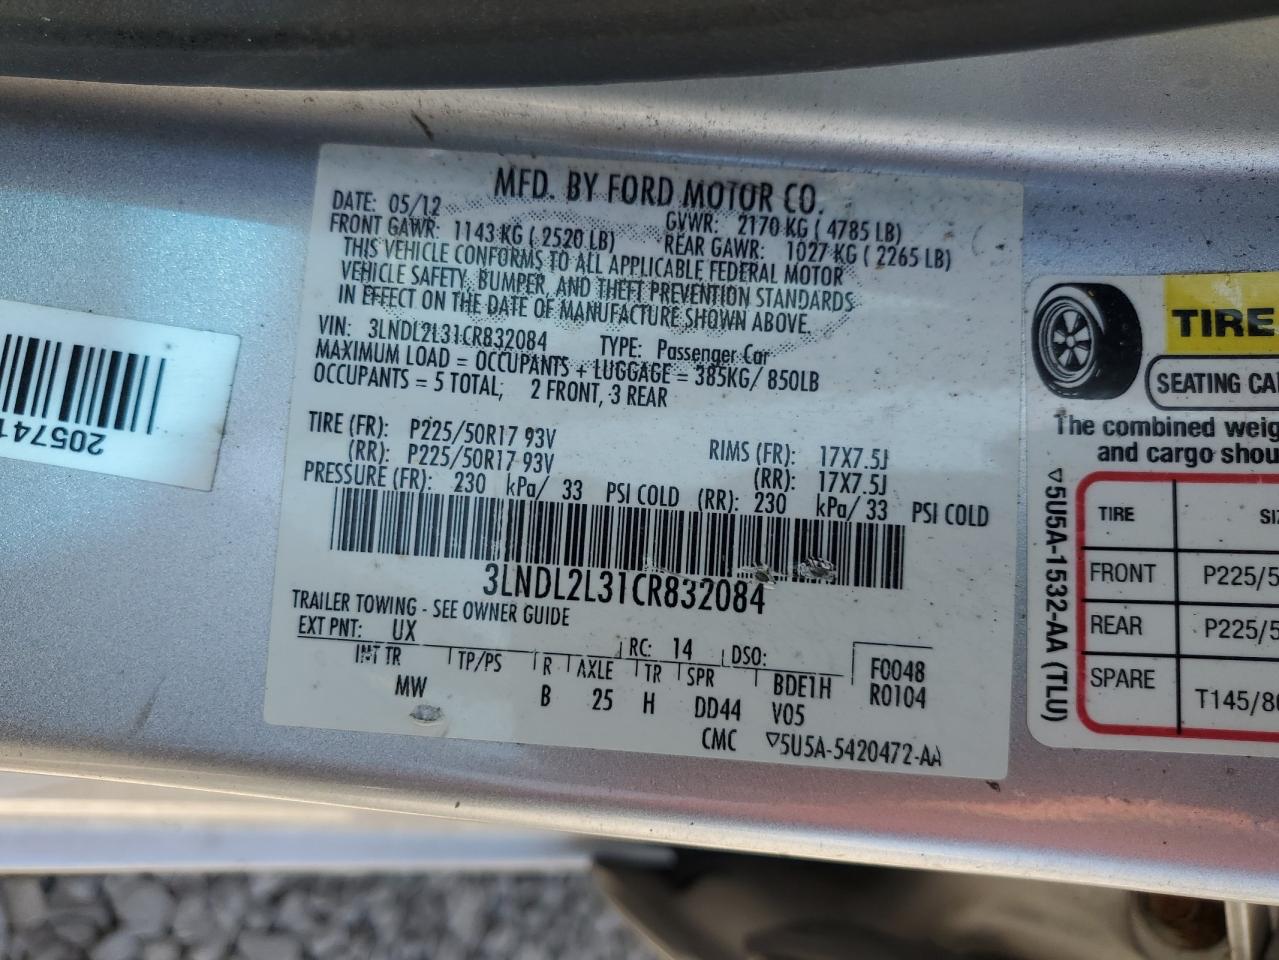 MFD. BY FORD MOTOR CO.
DATE: 05/12 GVWR: 2170 KG ( 4785 LB)
FRONT GAWR: 1143 KG ( 2520 LB) REAR GAWR: 1027 KG ( 2265 LB)
THIS VEHICLE CONFORMS TO ALL APPLICABLE FEDERAL MOTOR
VEHICLE SAFETY, BUMPER, AND THEFT PREVENTION STANDARDS
IN EFFECT ON THE DATE OF MANUFACTURE SHOWN ABOVE.
VIN: 3LNDL2L31CR832084 TYPE: Passenger Car
MAXIMUM LOAD = OCCUPANTS + LUGGAGE = 385KG/ 850LB
OCCUPANTS = 5 TOTAL; 2 FRONT, 3 REAR
TIRE (FR): P225/50R17 93V RIMS (FR): 17X7.5J
(RR): P225/50R17 93V (RR): 17X7.5J
PRESSURE (FR): 230 kPa/ 33 PSI COLD (RR): 230 kPa/ 33 PSI COLD
3LNDL2L31CR832084
TRAILER TOWING - SEE OWNER GUIDE
EXT PNT: UX RC: 14 DSO: F0048
INT TR TP/PS R AXLE TR SPR BDE1H R0104
MW B 25 H DD44 V05
CMC ▽5U5A-5420472-AA
205741
TIRE
SEATING CA
The combined weig
and cargo shou
TIRE SI
FRONT P225/5
REAR P225/5
SPARE T145/80
▽5U5A-1532-AA (TLU)